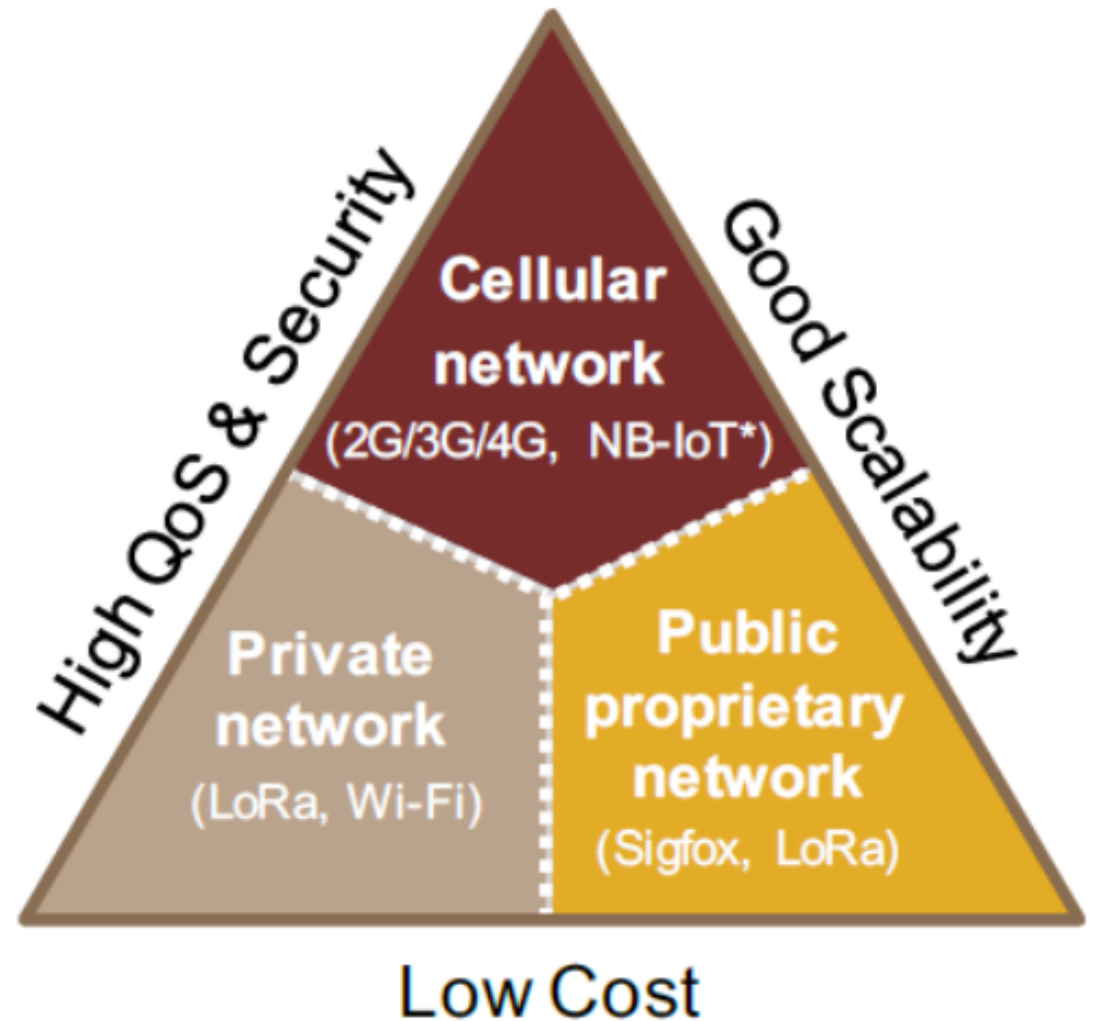 High QoS & Security
Good Scalability
Cellular
network
(2G/3G/4G, NB-IoT*)
Private
network
(LoRa, Wi-Fi)
Public
proprietary
network
(Sigfox, LoRa)
Low Cost